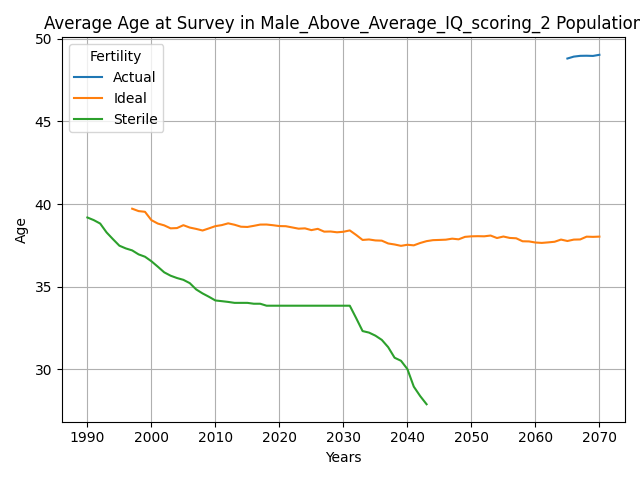 Average Age at Survey in Male_Above_Average_IQ_scoring_2 Population
Fertility
Actual
Ideal
Sterile
50
45
40
35
30
Age
1990 2000 2010 2020 2030 2040 2050 2060 2070
Years